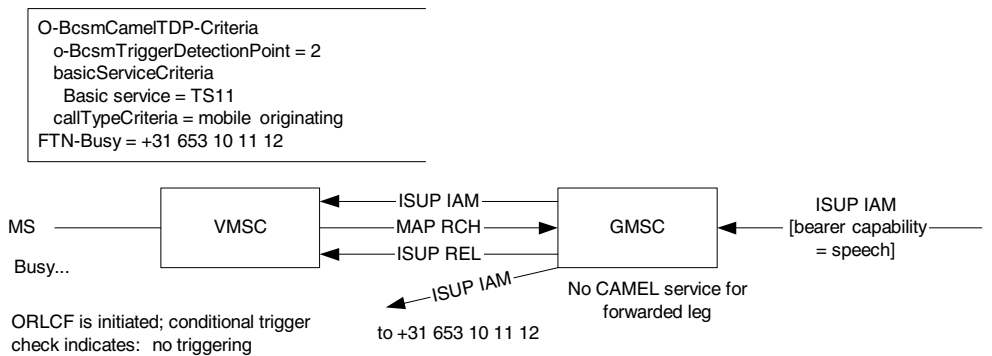 O-BcsmCamelTDP-Criteria
o-BcsmTriggerDetectionPoint = 2
basicServiceCriteria
Basic service = TS11
callTypeCriteria = mobile originating
FTN-Busy = +31 653 10 11 12
MS
VMSC
ISUP IAM
MAP RCH
ISUP REL
GMSC
ISUP IAM
[bearer capability
= speech]
Busy...
ISUP IAM
No CAMEL service for
forwarded leg
ORLCF is initiated; conditional trigger
check indicates: no triggering
to +31 653 10 11 12